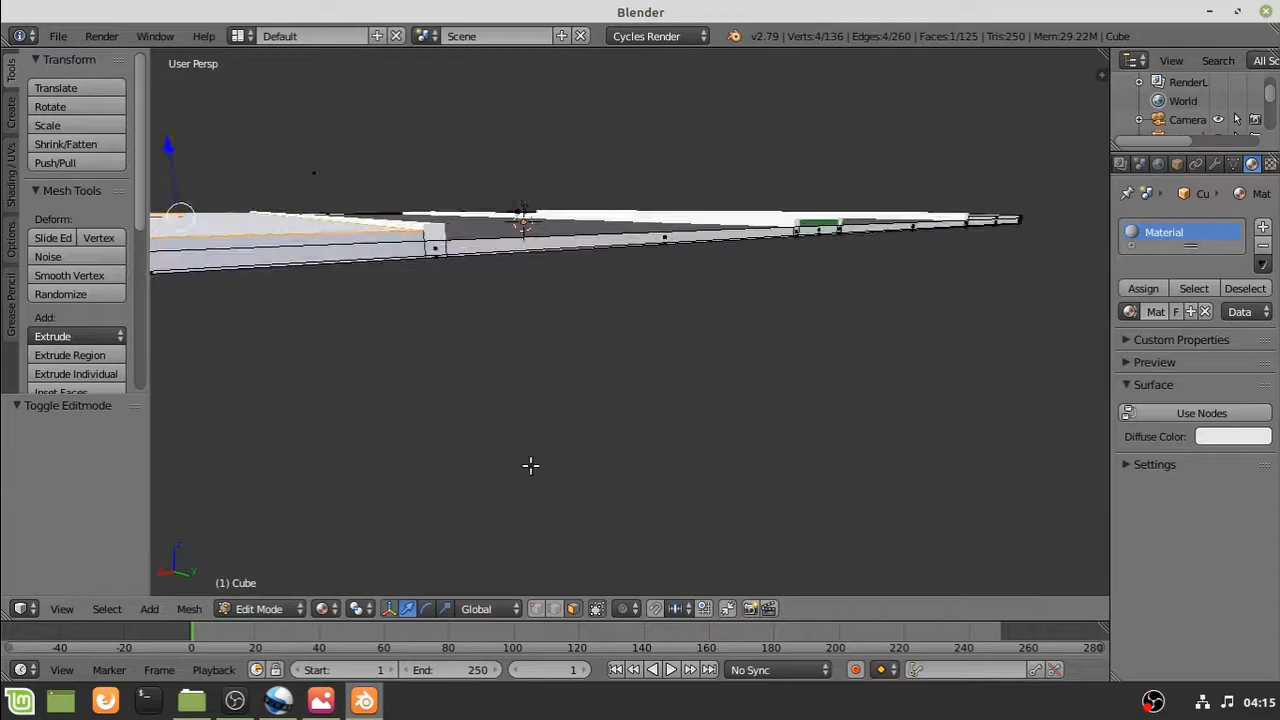 Blender
File Render Window Help Default Scene Cycles Render v2.79 | Verts:4/136 | Edges:4/260 | Faces:1/125 | Tris:250 | Mem:29.22M | Cube
Tools
Create
Shading / UVs
Options
Grease Pencil
Transform
Translate
Rotate
Scale
Shrink/Fatten
Push/Pull
Mesh Tools
Deform:
Slide Ed Vertex
Noise
Smooth Vertex
Randomize
Add:
Extrude
Extrude Region
Extrude Individual
Inset Faces
Toggle Editmode
User Persp
(1) Cube
View Search All Sc
RenderL
World
Camera
Cu Mat
Material
Assign Select Deselect
Mat F Data
Custom Properties
Preview
Surface
Use Nodes
Diffuse Color:
Settings
View Select Add Mesh Edit Mode Global
-40 -20 0 20 40 60 80 100 120 140 160 180 200 220 240 260 280
View Marker Frame Playback Start: 1 End: 250 1 No Sync
04:15